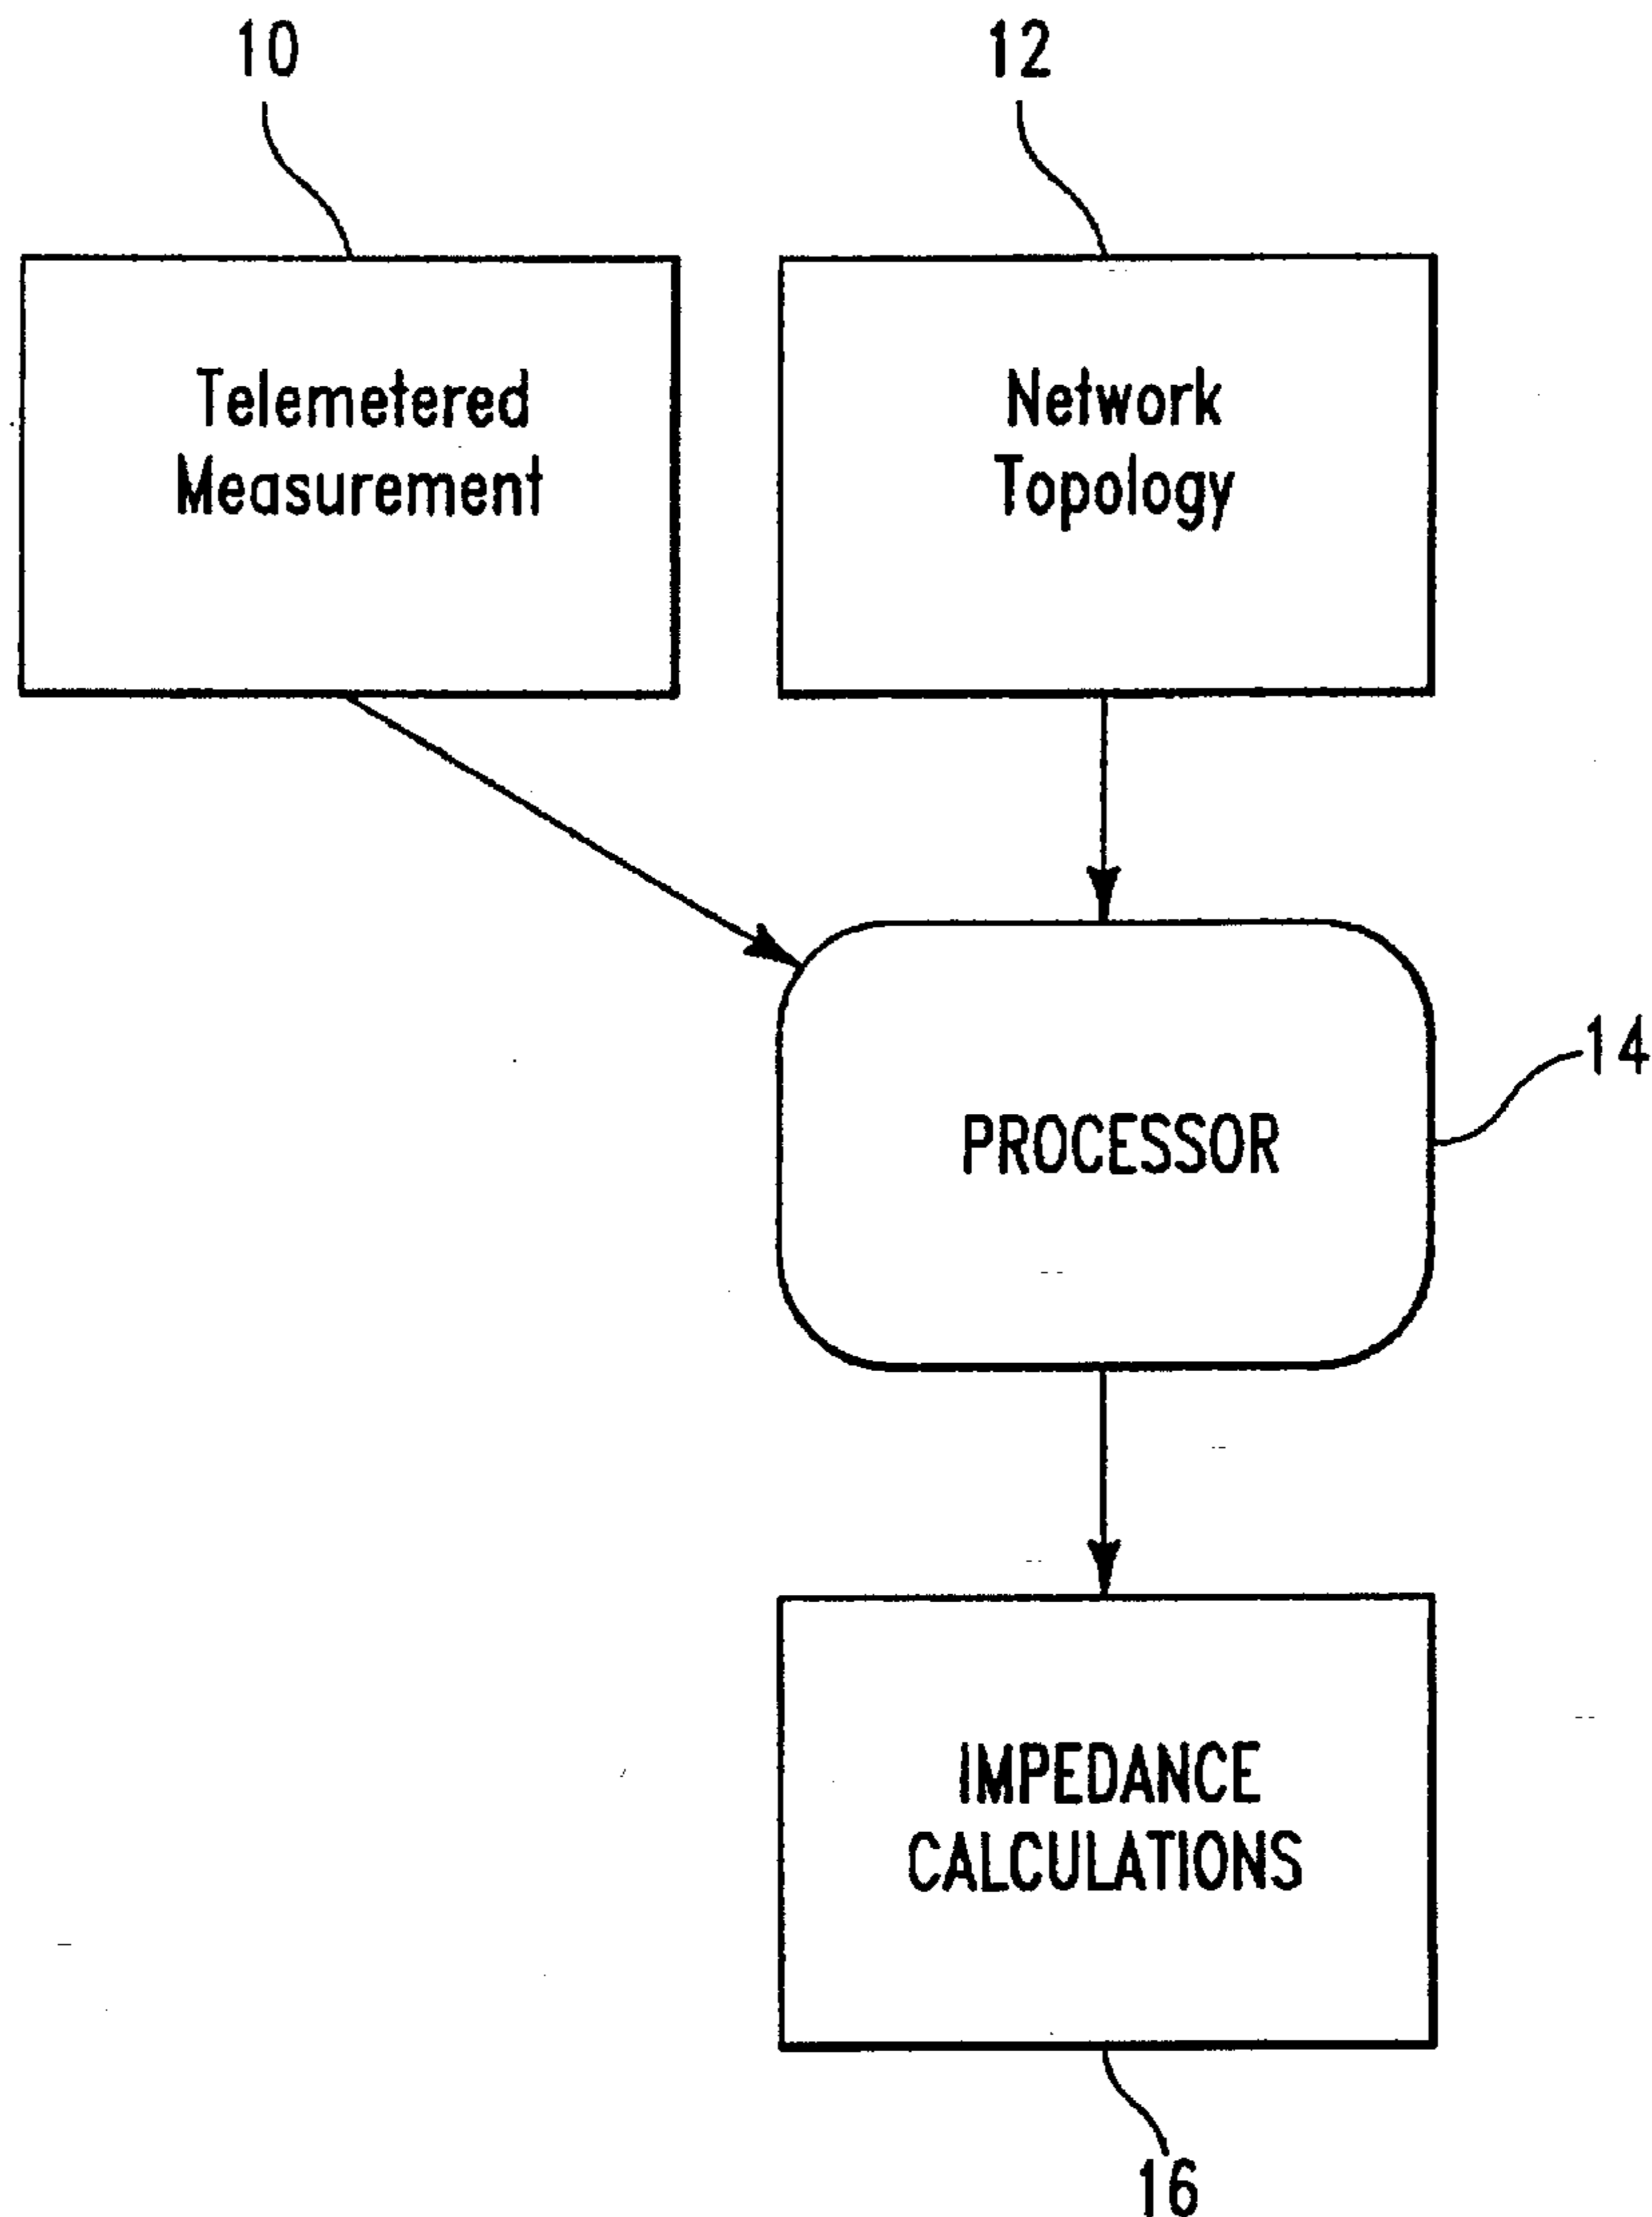 10
12
Telemetered
Measurement
Network
Topology
PROCESSOR
14
IMPEDANCE
CALCULATIONS
16